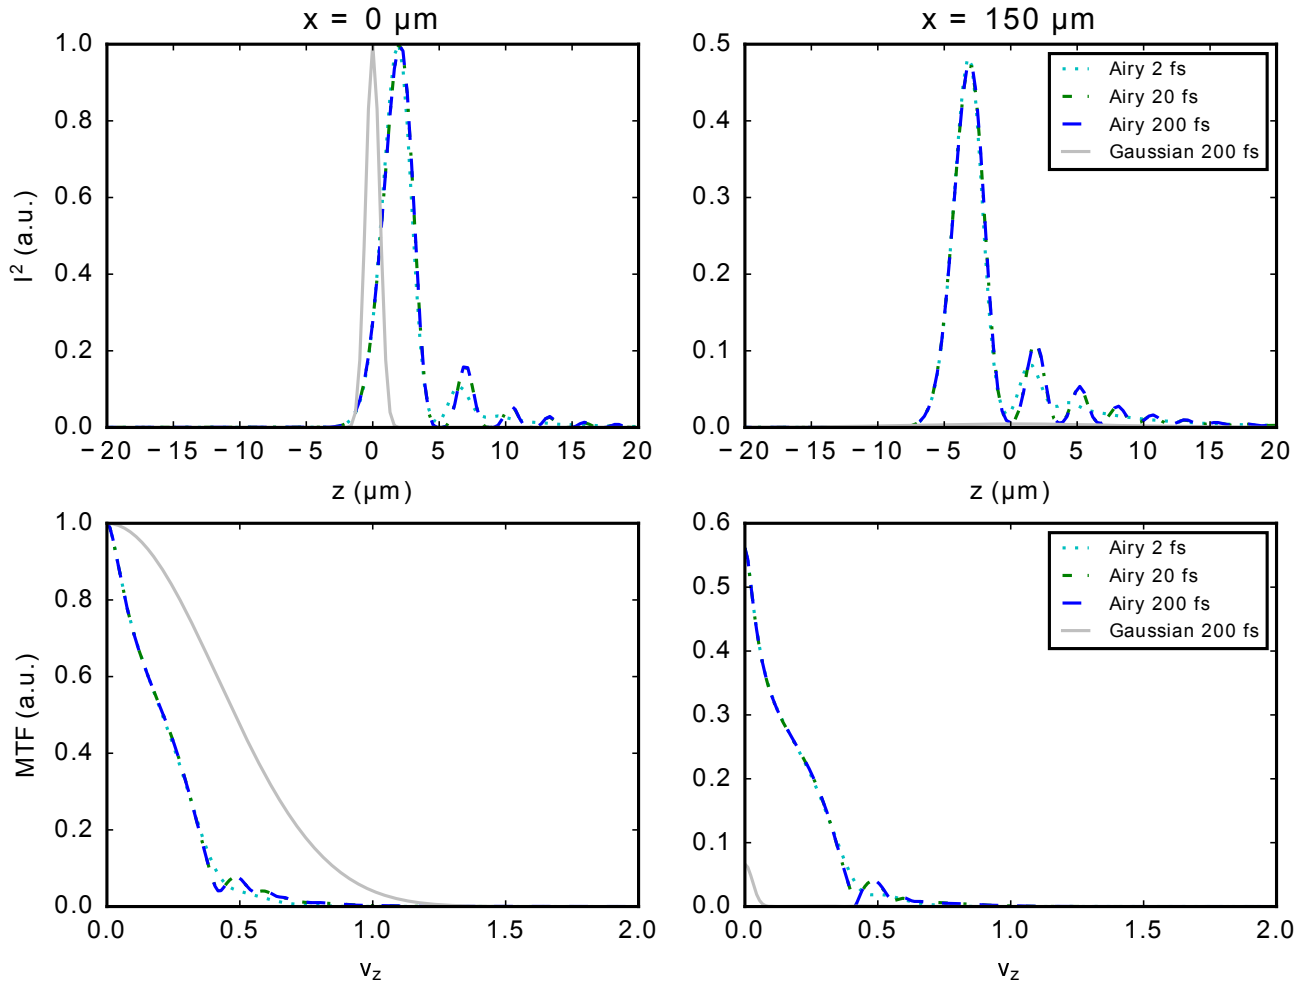 x = 0 μm
x = 150 μm
I² (a.u.)
1.0
0.8
0.6
0.4
0.2
0.0
−20 −15 −10 −5 0 5 10 15 20
z (μm)
0.5
0.4
0.3
0.2
0.1
0.0
−20 −15 −10 −5 0 5 10 15 20
z (μm)
Airy 2 fs
Airy 20 fs
Airy 200 fs
Gaussian 200 fs
MTF (a.u.)
1.0
0.8
0.6
0.4
0.2
0.0
0.0 0.5 1.0 1.5 2.0
v_z
0.6
0.5
0.4
0.3
0.2
0.1
0.0
0.0 0.5 1.0 1.5 2.0
v_z
Airy 2 fs
Airy 20 fs
Airy 200 fs
Gaussian 200 fs